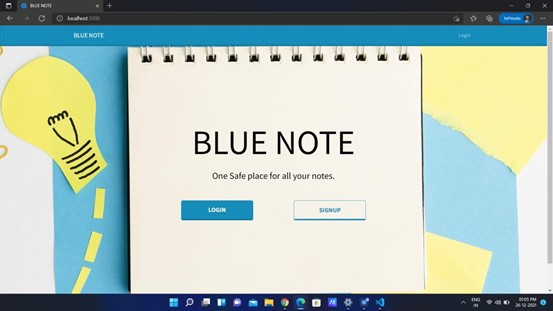 BLUE NOTE
localhost:3000
InPrivate
BLUE NOTE
Login
BLUE NOTE
One Safe place for all your notes.
LOGIN
SIGNUP
ENG
IN
01:05 PM
26-12-2021